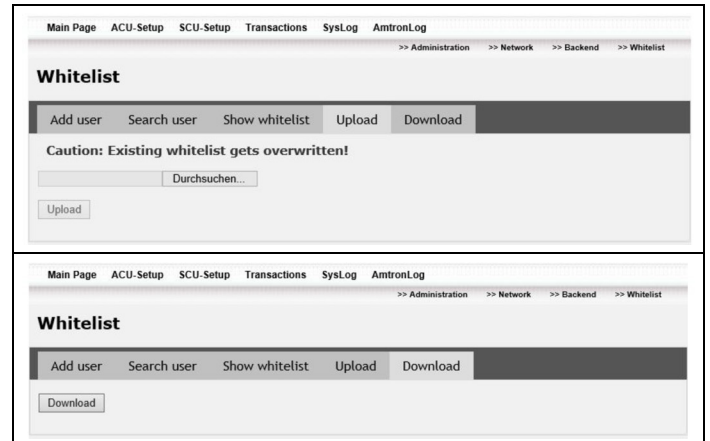 Main Page ACU-Setup SCU-Setup Transactions SysLog AmtronLog
>> Administration >> Network >> Backend >> Whitelist
Whitelist
Add user Search user Show whitelist Upload Download
Caution: Existing whitelist gets overwritten!
Durchsuchen...
Upload
Main Page ACU-Setup SCU-Setup Transactions SysLog AmtronLog
>> Administration >> Network >> Backend >> Whitelist
Whitelist
Add user Search user Show whitelist Upload Download
Download